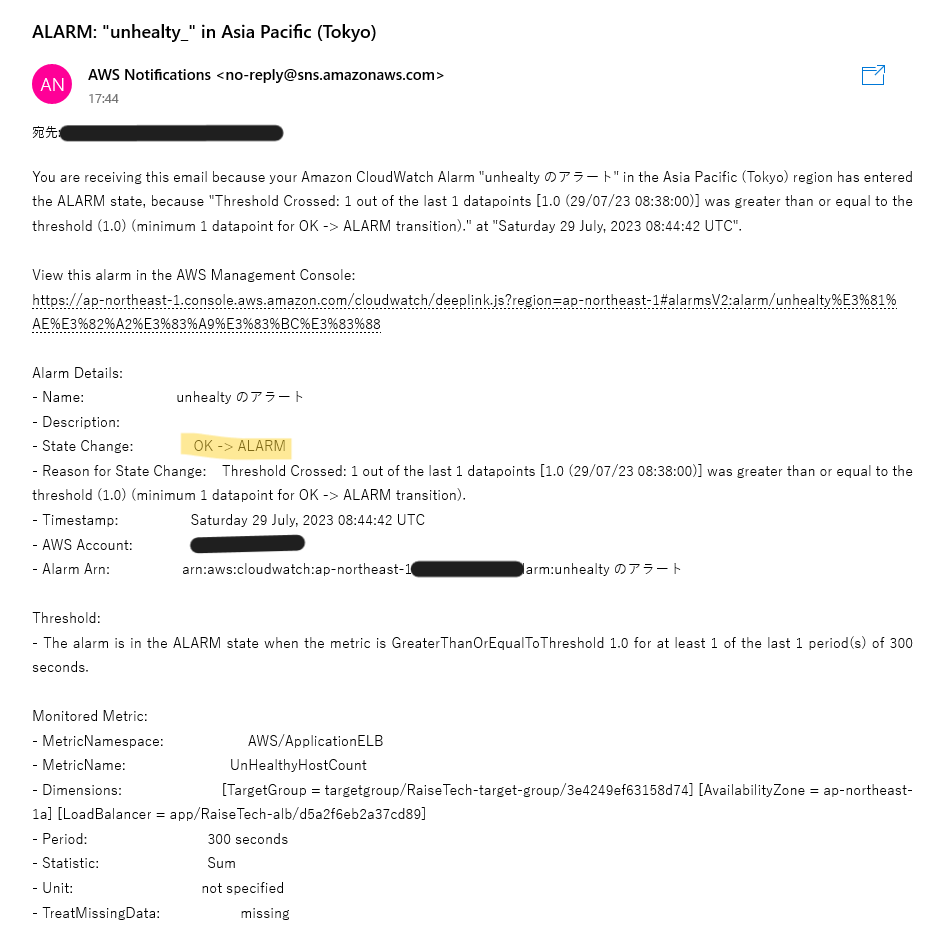 ALARM: "unhealty_" in Asia Pacific (Tokyo)
AN
AWS Notifications <no-reply@sns.amazonaws.com>
17:44
宛先:
You are receiving this email because your Amazon CloudWatch Alarm "unhealty のアラート" in the Asia Pacific (Tokyo) region has entered
the ALARM state, because "Threshold Crossed: 1 out of the last 1 datapoints [1.0 (29/07/23 08:38:00)] was greater than or equal to the
threshold (1.0) (minimum 1 datapoint for OK -> ALARM transition)." at "Saturday 29 July, 2023 08:44:42 UTC".
View this alarm in the AWS Management Console:
https://ap-northeast-1.console.aws.amazon.com/cloudwatch/deeplink.js?region=ap-northeast-1#alarmsV2:alarm/unhealty%E3%81%
AE%E3%82%A2%E3%83%A9%E3%83%BC%E3%83%88
Alarm Details:
- Name: unhealty のアラート
- Description:
- State Change: OK -> ALARM
- Reason for State Change: Threshold Crossed: 1 out of the last 1 datapoints [1.0 (29/07/23 08:38:00)] was greater than or equal to the
threshold (1.0) (minimum 1 datapoint for OK -> ALARM transition).
- Timestamp: Saturday 29 July, 2023 08:44:42 UTC
- AWS Account:
- Alarm Arn: arn:aws:cloudwatch:ap-northeast-1 larm:unhealty のアラート
Threshold:
- The alarm is in the ALARM state when the metric is GreaterThanOrEqualToThreshold 1.0 for at least 1 of the last 1 period(s) of 300
seconds.
Monitored Metric:
- MetricNamespace: AWS/ApplicationELB
- MetricName: UnHealthyHostCount
- Dimensions: [TargetGroup = targetgroup/RaiseTech-target-group/3e4249ef63158d74] [AvailabilityZone = ap-northeast-
1a] [LoadBalancer = app/RaiseTech-alb/d5a2f6eb2a37cd89]
- Period: 300 seconds
- Statistic: Sum
- Unit: not specified
- TreatMissingData: missing